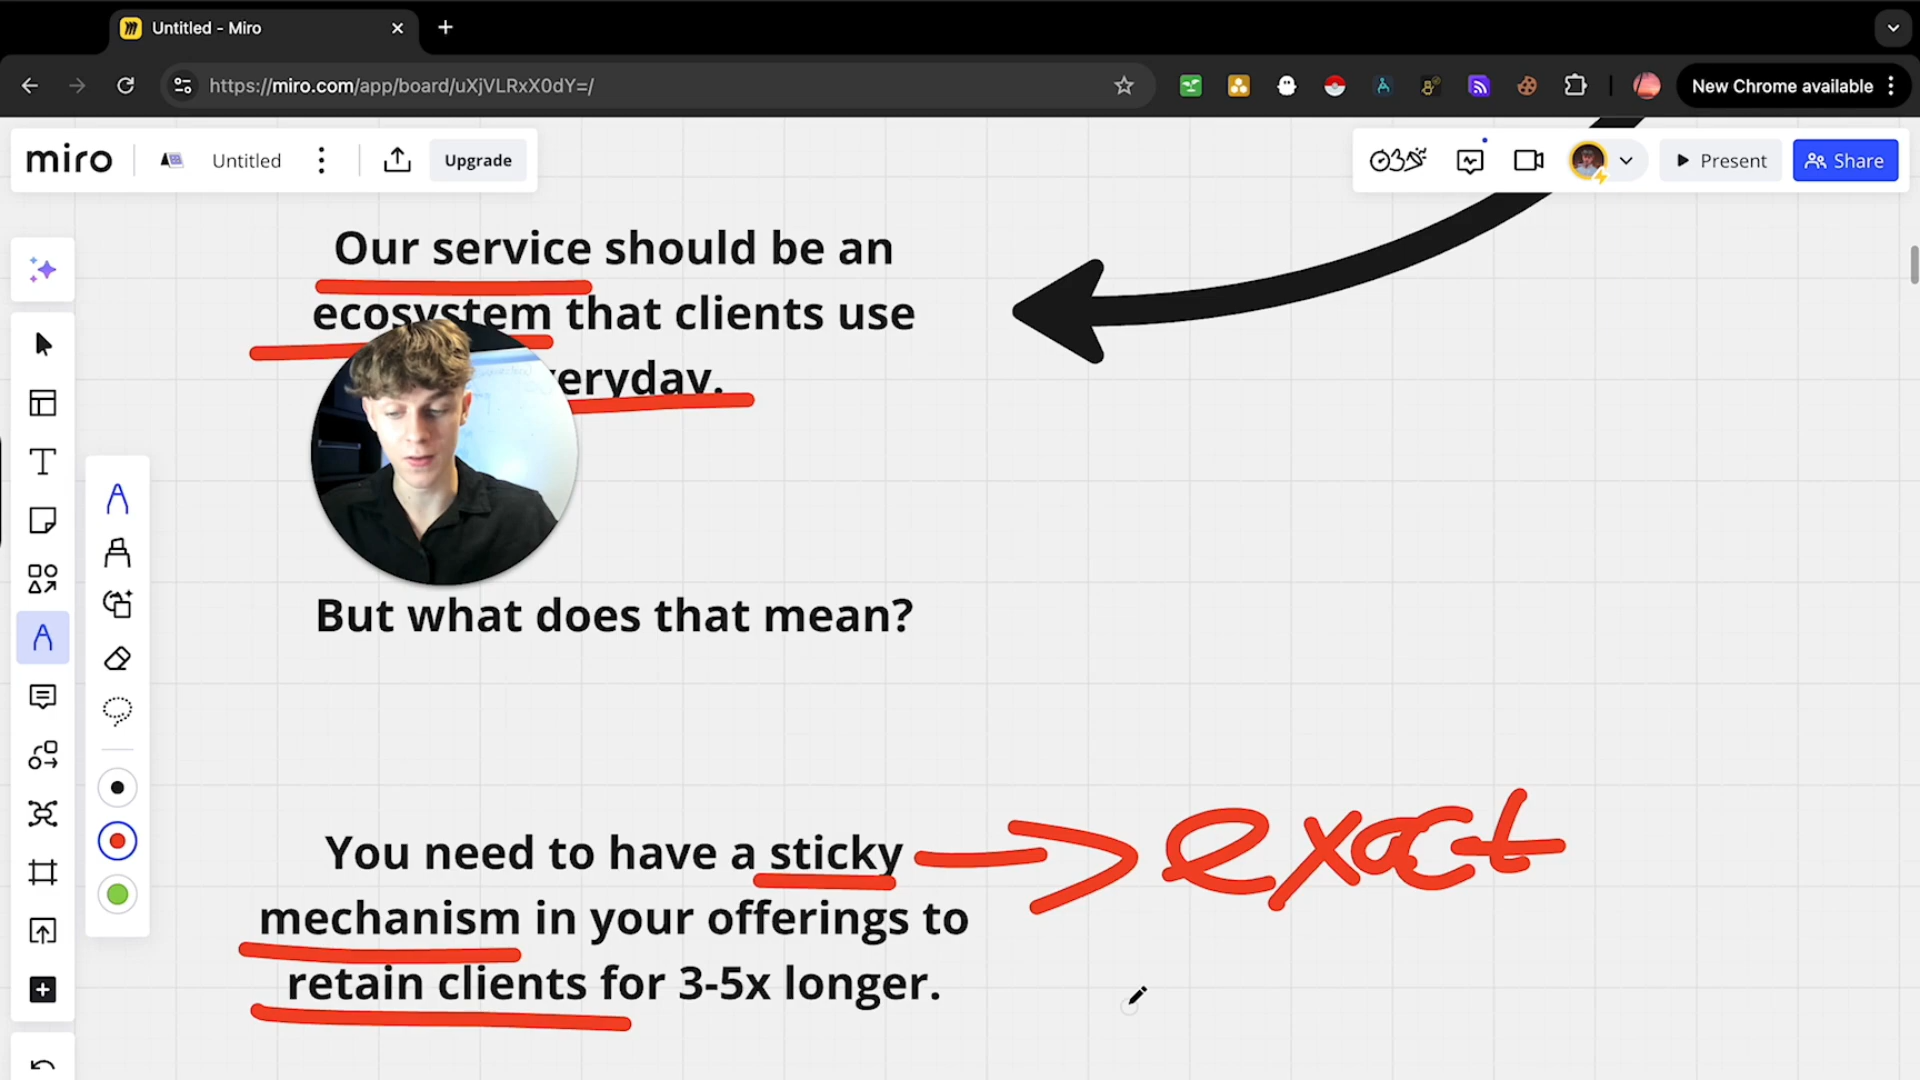 Untitled - Miro
https://miro.com/app/board/uXjVLRxX0dY=/
New Chrome available
miro
Untitled
Upgrade
Present
Share
Our service should be an
ecosystem that clients use
everyday.
But what does that mean?
You need to have a sticky
mechanism in your offerings to
retain clients for 3-5x longer.
exact